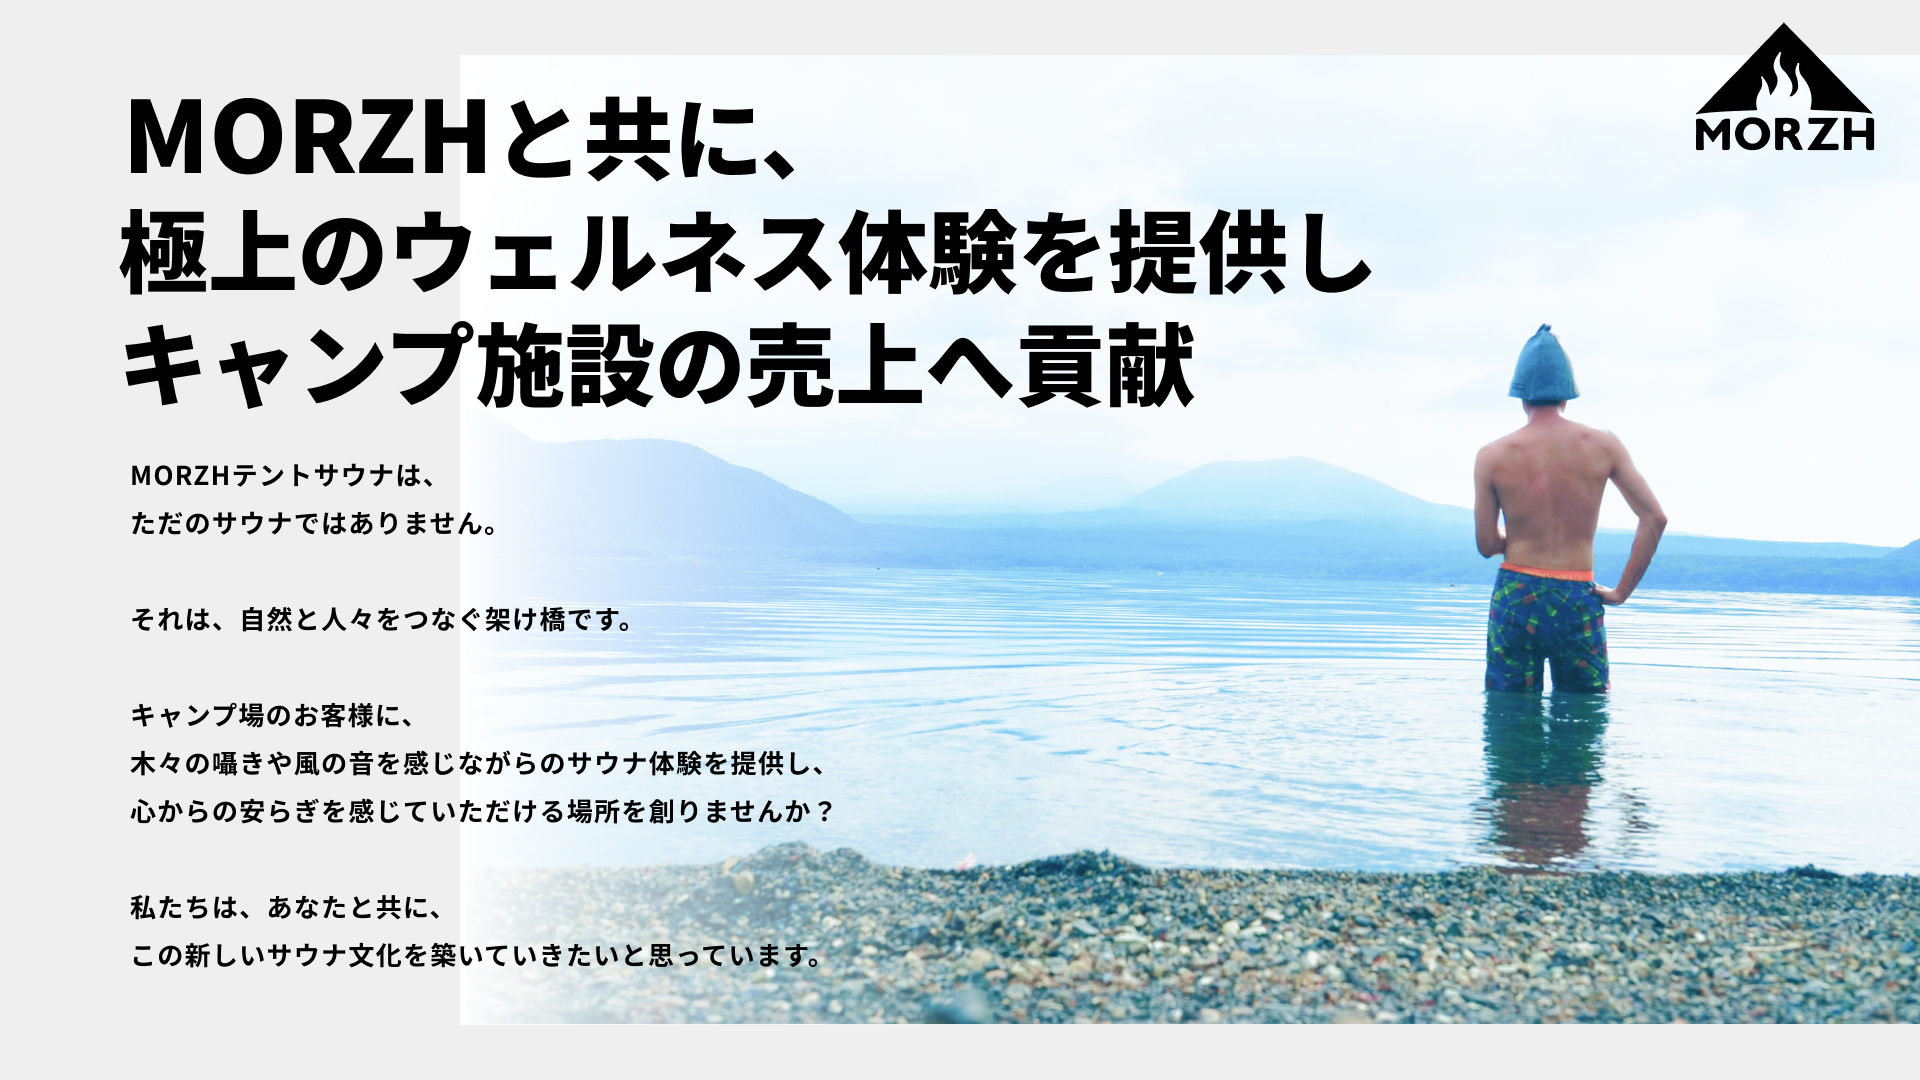 MORZH
MORZHと共に、
極上のウェルネス体験を提供し
キャンプ施設の売上へ貢献
MORZHテントサウナは、
ただのサウナではありません。
それは、自然と人々をつなぐ架け橋です。
キャンプ場のお客様に、
木々の囁きや風の音を感じながらのサウナ体験を提供し、
心からの安らぎを感じていただける場所を創りませんか？
私たちは、あなたと共に、
この新しいサウナ文化を築いていきたいと思っています。